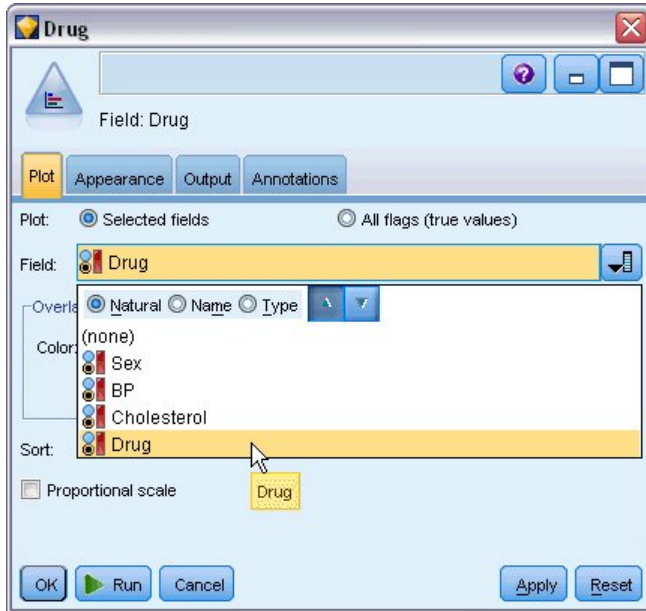 Drug
Field: Drug
Plot Appearance Output Annotations
Plot: Selected fields All flags (true values)
Field: Drug
Natural Name Type
Overla
(none)
Color:
Sex
BP
Cholesterol
Sort: Drug
Proportional scale Drug
OK Run Cancel Apply Reset